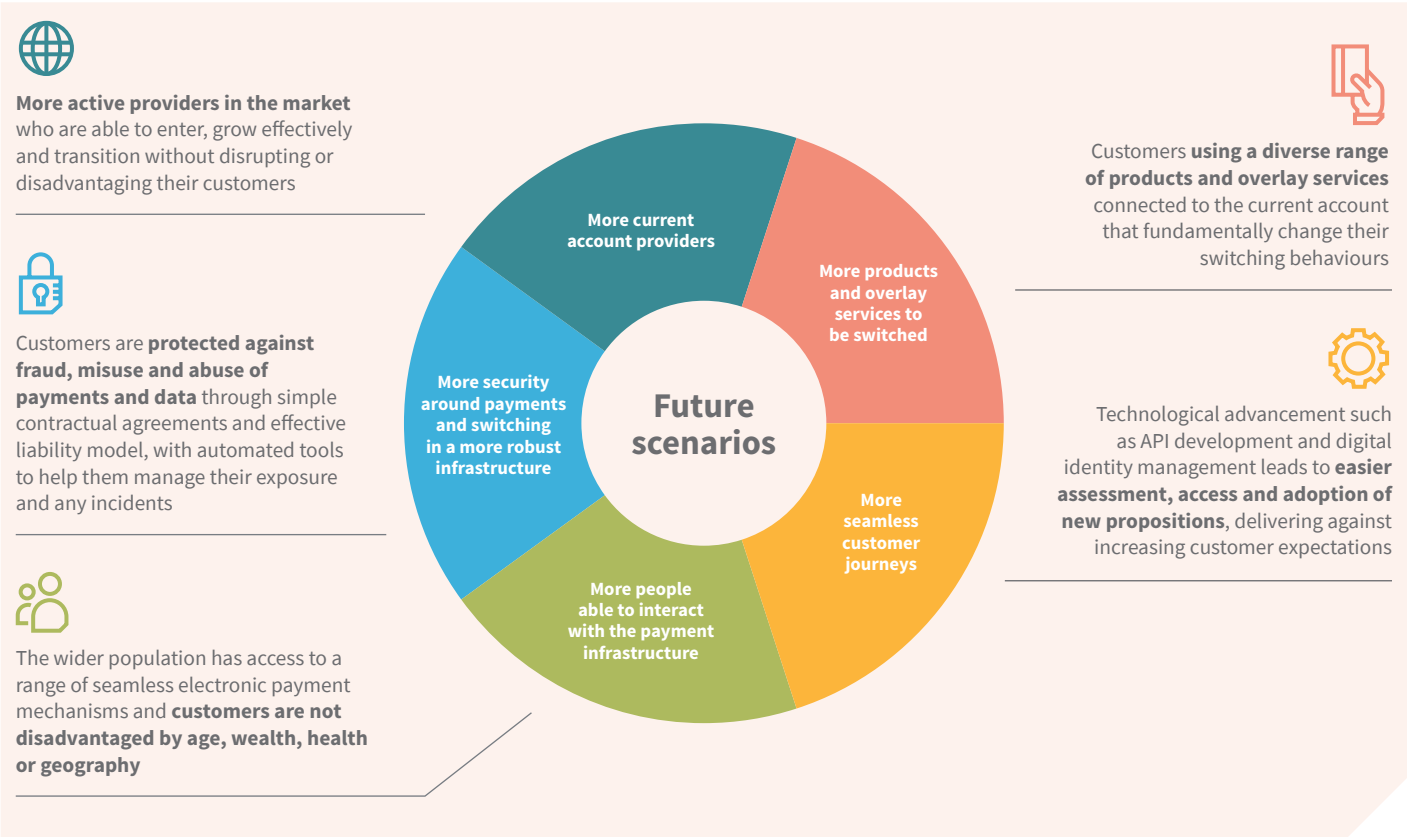 More active providers in the market
who are able to enter, grow effectively
and transition without disrupting or
disadvantaging their customers
Customers are protected against
fraud, misuse and abuse of
payments and data through simple
contractual agreements and effective
liability model, with automated tools
to help them manage their exposure
and any incidents
The wider population has access to a
range of seamless electronic payment
mechanisms and customers are not
disadvantaged by age, wealth, health
or geography
More current
account providers
More products
and overlay
services to
be switched
More security
around payments
and switching
in a more robust
infrastructure
Future
scenarios
More
seamless
customer
journeys
More people
able to interact
with the payment
infrastructure
Customers using a diverse range
of products and overlay services
connected to the current account
that fundamentally change their
switching behaviours
Technological advancement such
as API development and digital
identity management leads to easier
assessment, access and adoption of
new propositions, delivering against
increasing customer expectations